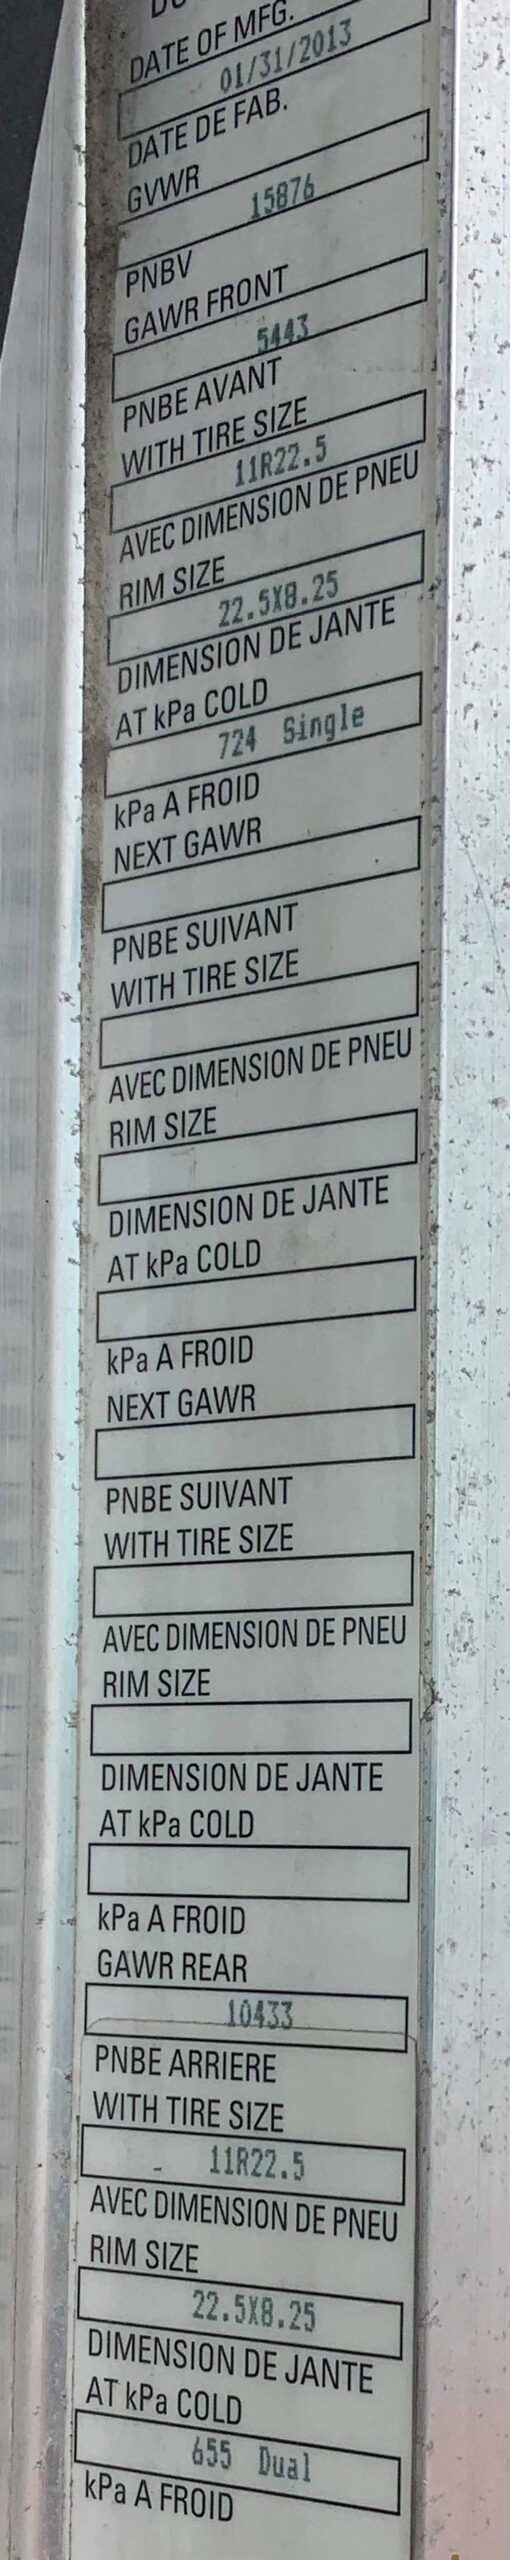 DATE OF MFG.
01/31/2013
DATE DE FAB.
GVWR
15876
PNBV
GAWR FRONT
5443
PNBE AVANT
WITH TIRE SIZE
11R22.5
AVEC DIMENSION DE PNEU
RIM SIZE
22.5X8.25
DIMENSION DE JANTE
AT kPa COLD
724 Single
kPa A FROID
NEXT GAWR
PNBE SUIVANT
WITH TIRE SIZE
AVEC DIMENSION DE PNEU
RIM SIZE
DIMENSION DE JANTE
AT kPa COLD
kPa A FROID
NEXT GAWR
PNBE SUIVANT
WITH TIRE SIZE
AVEC DIMENSION DE PNEU
RIM SIZE
DIMENSION DE JANTE
AT kPa COLD
kPa A FROID
GAWR REAR
10433
PNBE ARRIERE
WITH TIRE SIZE
11R22.5
AVEC DIMENSION DE PNEU
RIM SIZE
22.5X8.25
DIMENSION DE JANTE
AT kPa COLD
655 Dual
kPa A FROID